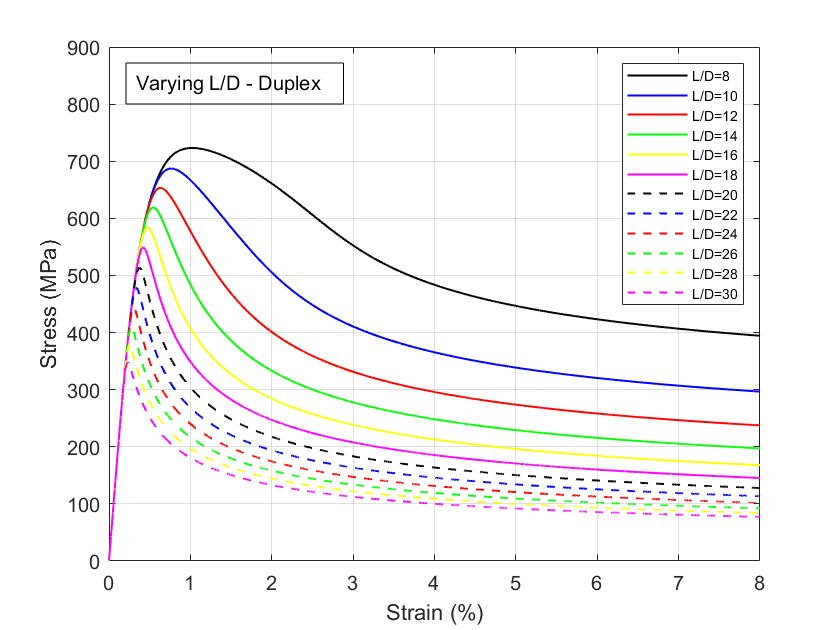 Varying L/D - Duplex
L/D=8
L/D=10
L/D=12
L/D=14
L/D=16
L/D=18
L/D=20
L/D=22
L/D=24
L/D=26
L/D=28
L/D=30
900
800
700
600
500
400
300
200
100
0
Stress (MPa)
0 1 2 3 4 5 6 7 8
Strain (%)